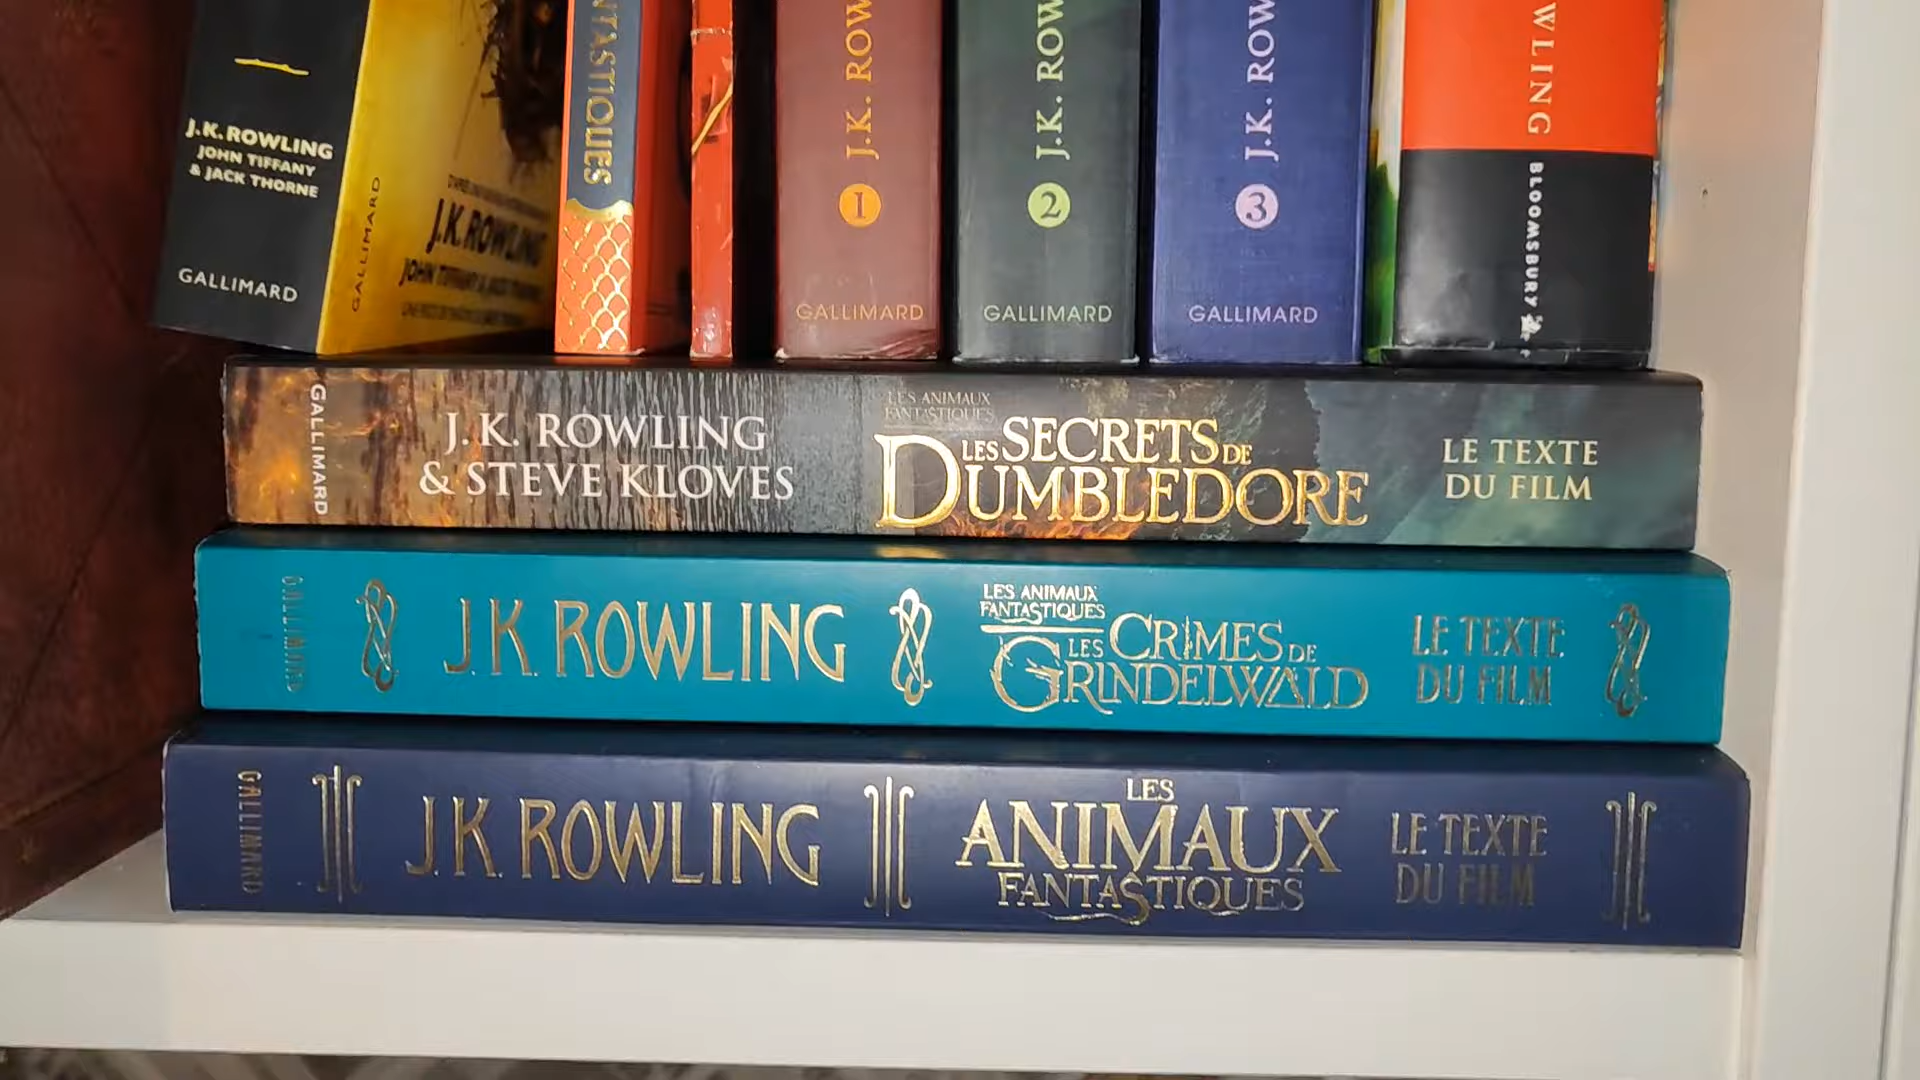 J.K. ROWLING
JOHN TIFFANY
& JACK THORNE
GALLIMARD
GALLIMARD
J.K. ROWLING
JOHN TIFFANY & JACK THORNE
NTASTIQUES
J.K. ROW
1
GALLIMARD
J.K. ROW
2
GALLIMARD
J.K. ROW
3
GALLIMARD
WLING
BLOOMSBURY
GALLIMARD
J. K. ROWLING
& STEVE KLOVES
LES ANIMAUX
FANTASTIQUES
LES SECRETS DE
DUMBLEDORE
LE TEXTE
DU FILM
GALLIMARD
J.K. ROWLING
LES ANIMAUX
FANTASTIQUES
LES CRIMES DE
GRINDELWALD
LE TEXTE
DU FILM
GALLIMARD
J.K. ROWLING
LES
ANIMAUX
FANTASTIQUES
LE TEXTE
DU FILM